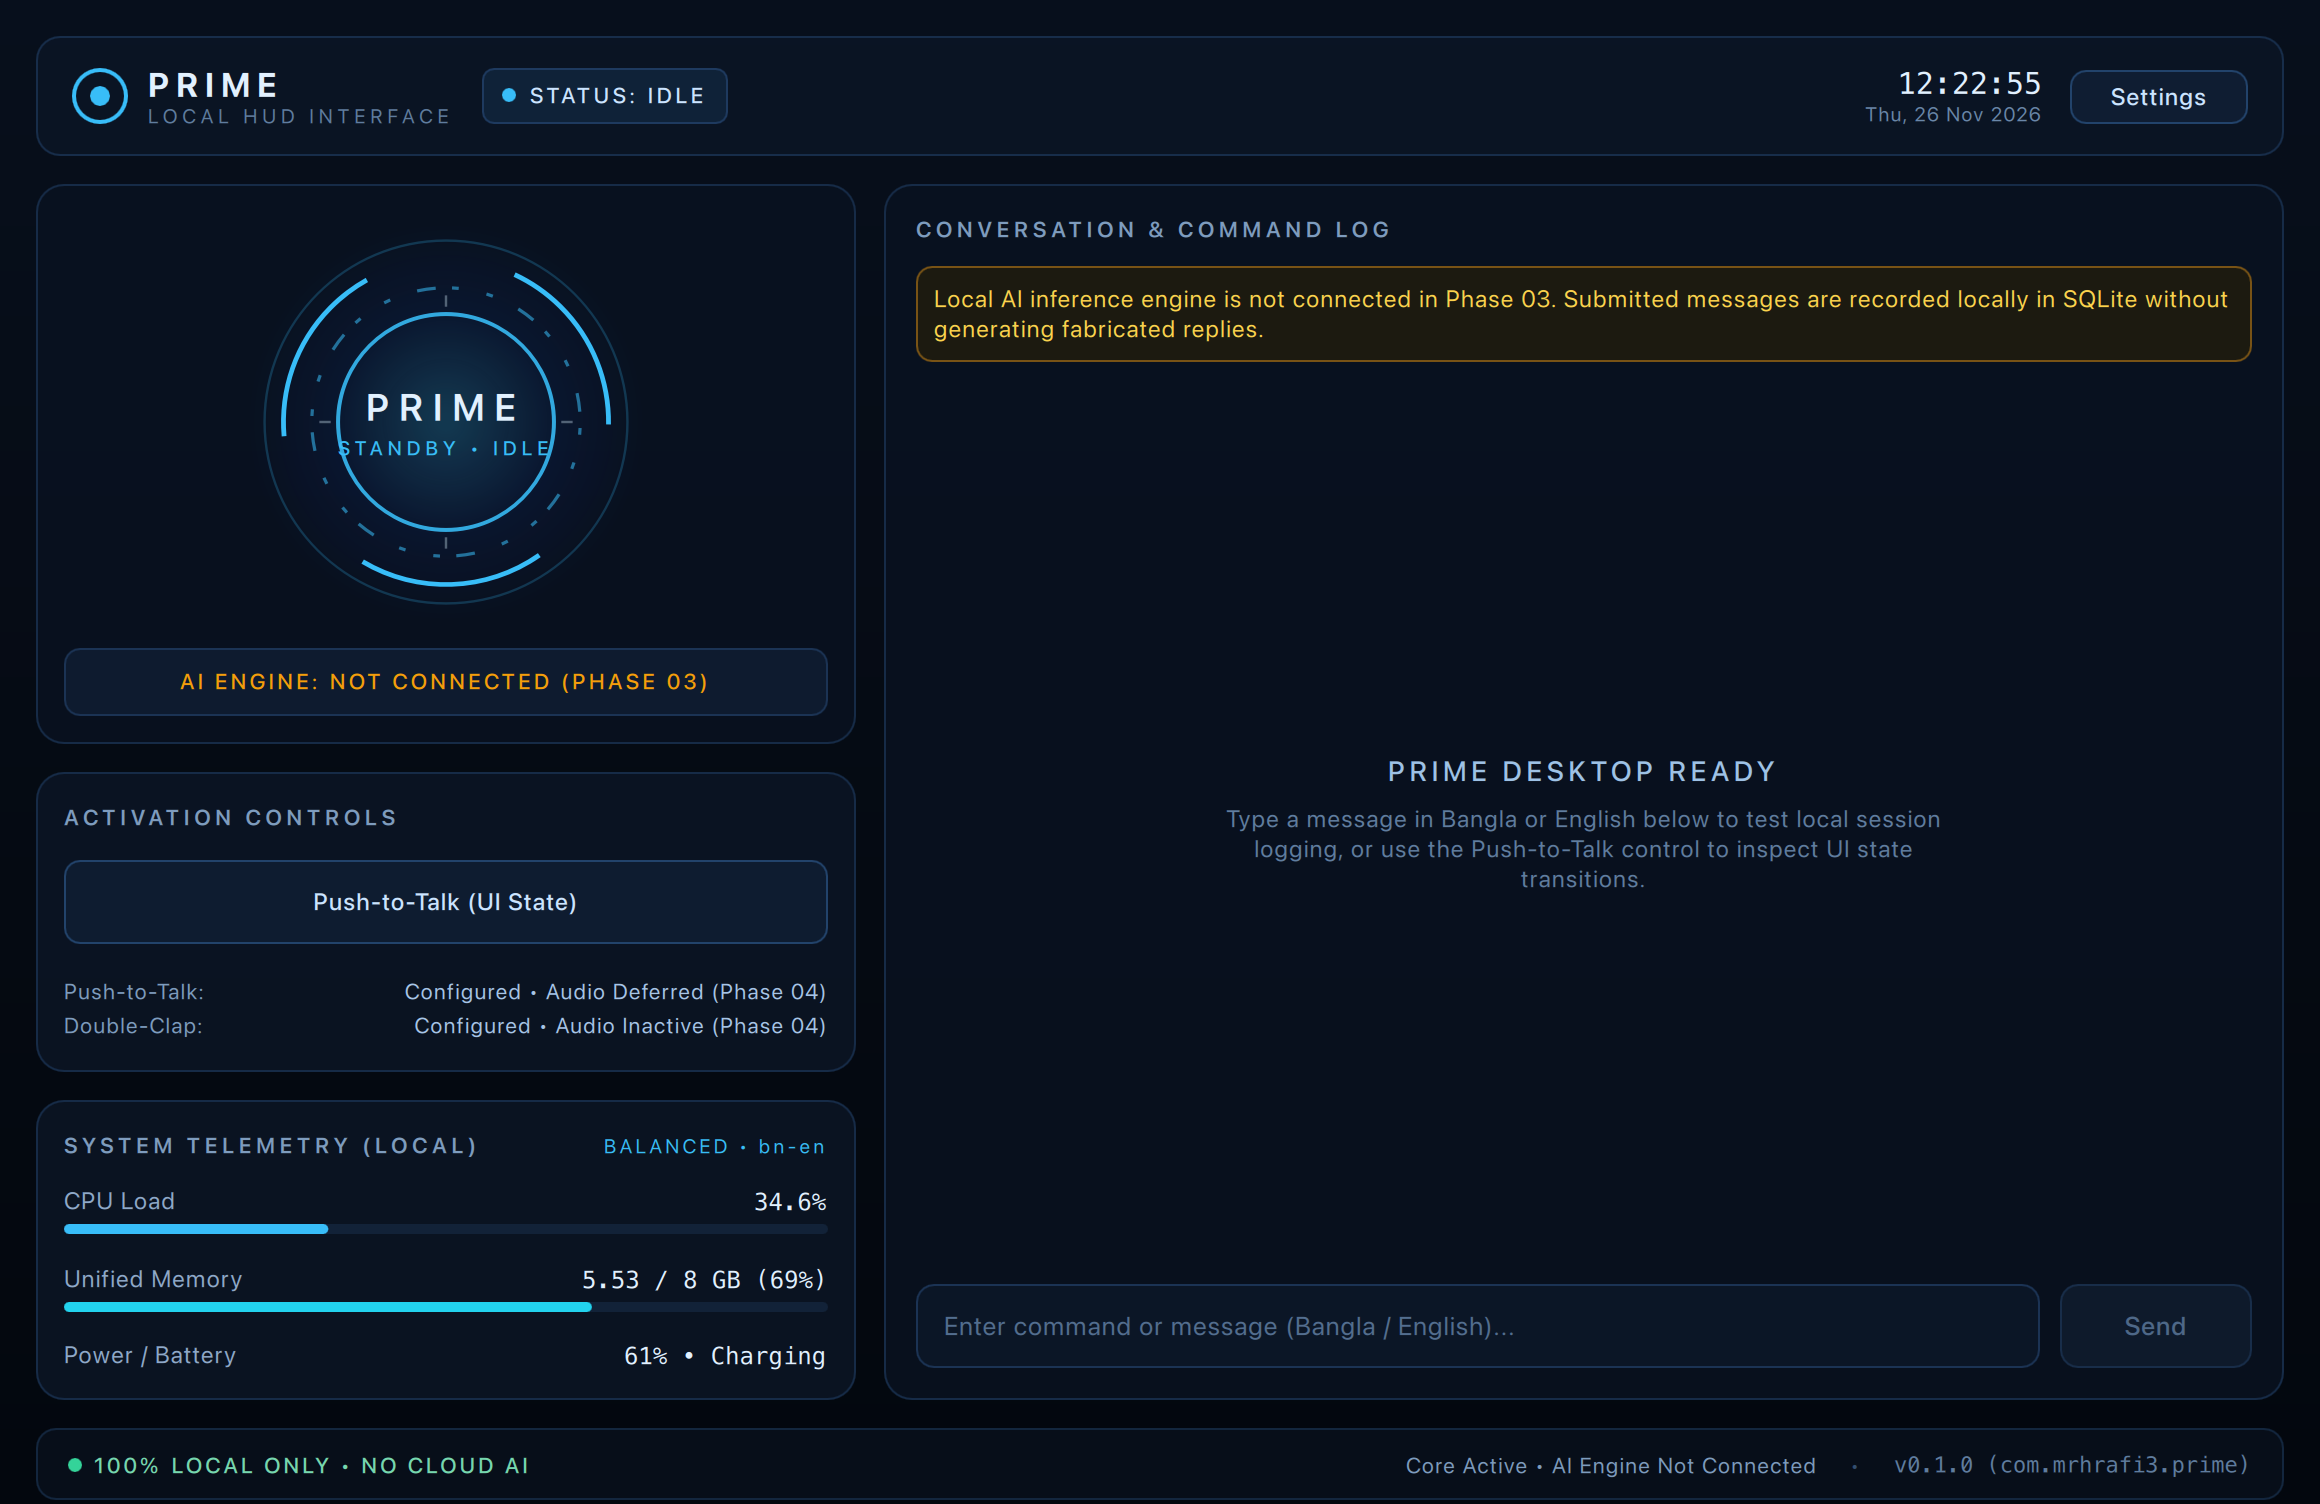 PRIME
LOCAL HUD INTERFACE
STATUS: IDLE
12:22:55
Thu, 26 Nov 2026
Settings
PRIME
STANDBY • IDLE
AI ENGINE: NOT CONNECTED (PHASE 03)
ACTIVATION CONTROLS
Push-to-Talk (UI State)
Push-to-Talk: Configured • Audio Deferred (Phase 04)
Double-Clap: Configured • Audio Inactive (Phase 04)
SYSTEM TELEMETRY (LOCAL) BALANCED • bn-en
CPU Load 34.6%
Unified Memory 5.53 / 8 GB (69%)
Power / Battery 61% • Charging
CONVERSATION & COMMAND LOG
Local AI inference engine is not connected in Phase 03. Submitted messages are recorded locally in SQLite without
generating fabricated replies.
PRIME DESKTOP READY
Type a message in Bangla or English below to test local session
logging, or use the Push-to-Talk control to inspect UI state
transitions.
Enter command or message (Bangla / English)...
Send
100% LOCAL ONLY • NO CLOUD AI
Core Active • AI Engine Not Connected • v0.1.0 (com.mrhrafi3.prime)